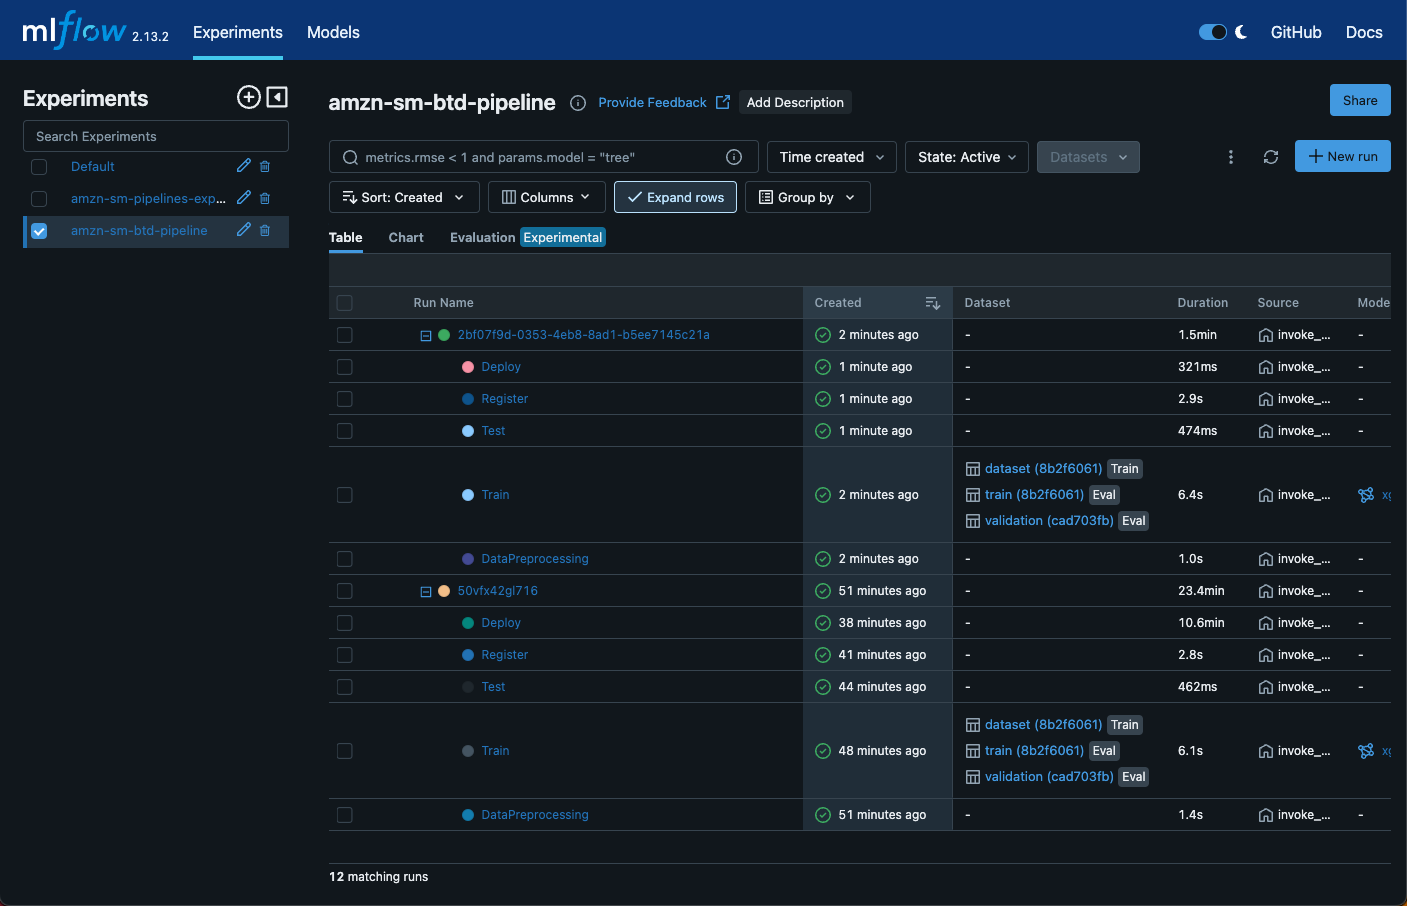 mlflow 2.13.2 Experiments Models GitHub Docs
Experiments
Search Experiments
Default
amzn-sm-pipelines-exp...
amzn-sm-btd-pipeline
amzn-sm-btd-pipeline Provide Feedback Add Description Share
metrics.rmse < 1 and params.model = "tree" Time created State: Active Datasets New run
Sort: Created Columns Expand rows Group by
Table Chart Evaluation Experimental
Run Name Created Dataset Duration Source Mode
2bf07f9d-0353-4eb8-8ad1-b5ee7145c21a 2 minutes ago - 1.5min invoke_... -
Deploy 1 minute ago - 321ms invoke_... -
Register 1 minute ago - 2.9s invoke_... -
Test 1 minute ago - 474ms invoke_... -
dataset (8b2f6061) Train
Train 2 minutes ago train (8b2f6061) Eval 6.4s invoke_... xg
validation (cad703fb) Eval
DataPreprocessing 2 minutes ago - 1.0s invoke_... -
50vfx42gl716 51 minutes ago - 23.4min invoke_... -
Deploy 38 minutes ago - 10.6min invoke_... -
Register 41 minutes ago - 2.8s invoke_... -
Test 44 minutes ago - 462ms invoke_... -
dataset (8b2f6061) Train
Train 48 minutes ago train (8b2f6061) Eval 6.1s invoke_... xg
validation (cad703fb) Eval
DataPreprocessing 51 minutes ago - 1.4s invoke_... -
12 matching runs